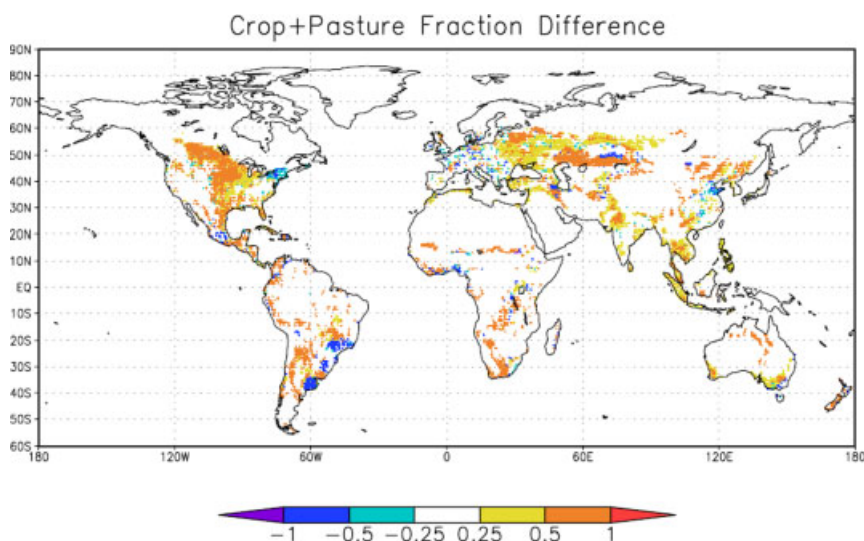 Crop+Pasture Fraction Difference
90N
80N
70N
60N
50N
40N
30N
20N
10N
EQ
10S
20S
30S
40S
50S
60S
180 120W 60W 0 60E 120E 180
-1 -0.5 -0.25 0.25 0.5 1